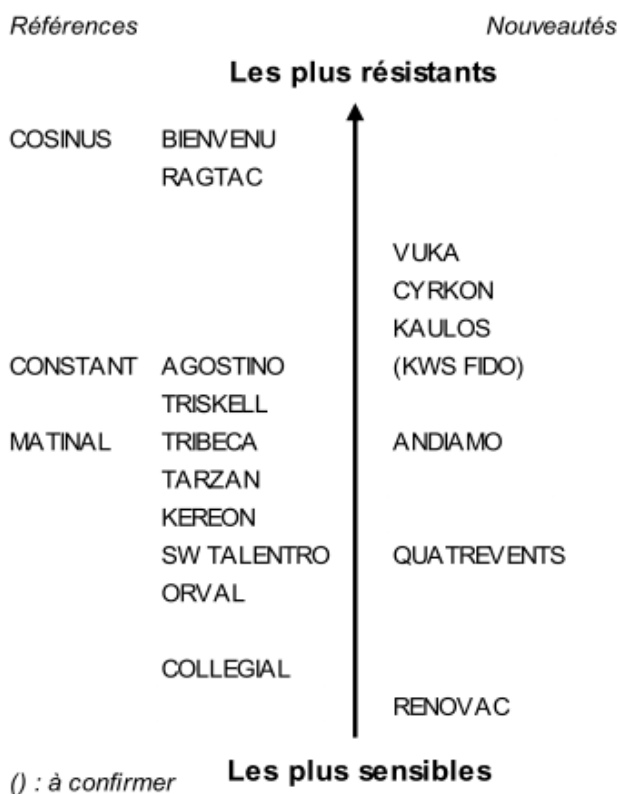 Références Nouveautés
Les plus résistants
COSINUS BIENVENU
RAGTAC
VUKA
CYRKON
KAULOS
CONSTANT AGOSTINO (KWS FIDO)
TRISKELL
MATINAL TRIBECA ANDIAMO
TARZAN
KEREON
SW TALENTRO QUATREVENTS
ORVAL
COLLEGIAL
RENOVAC
Les plus sensibles
() : à confirmer